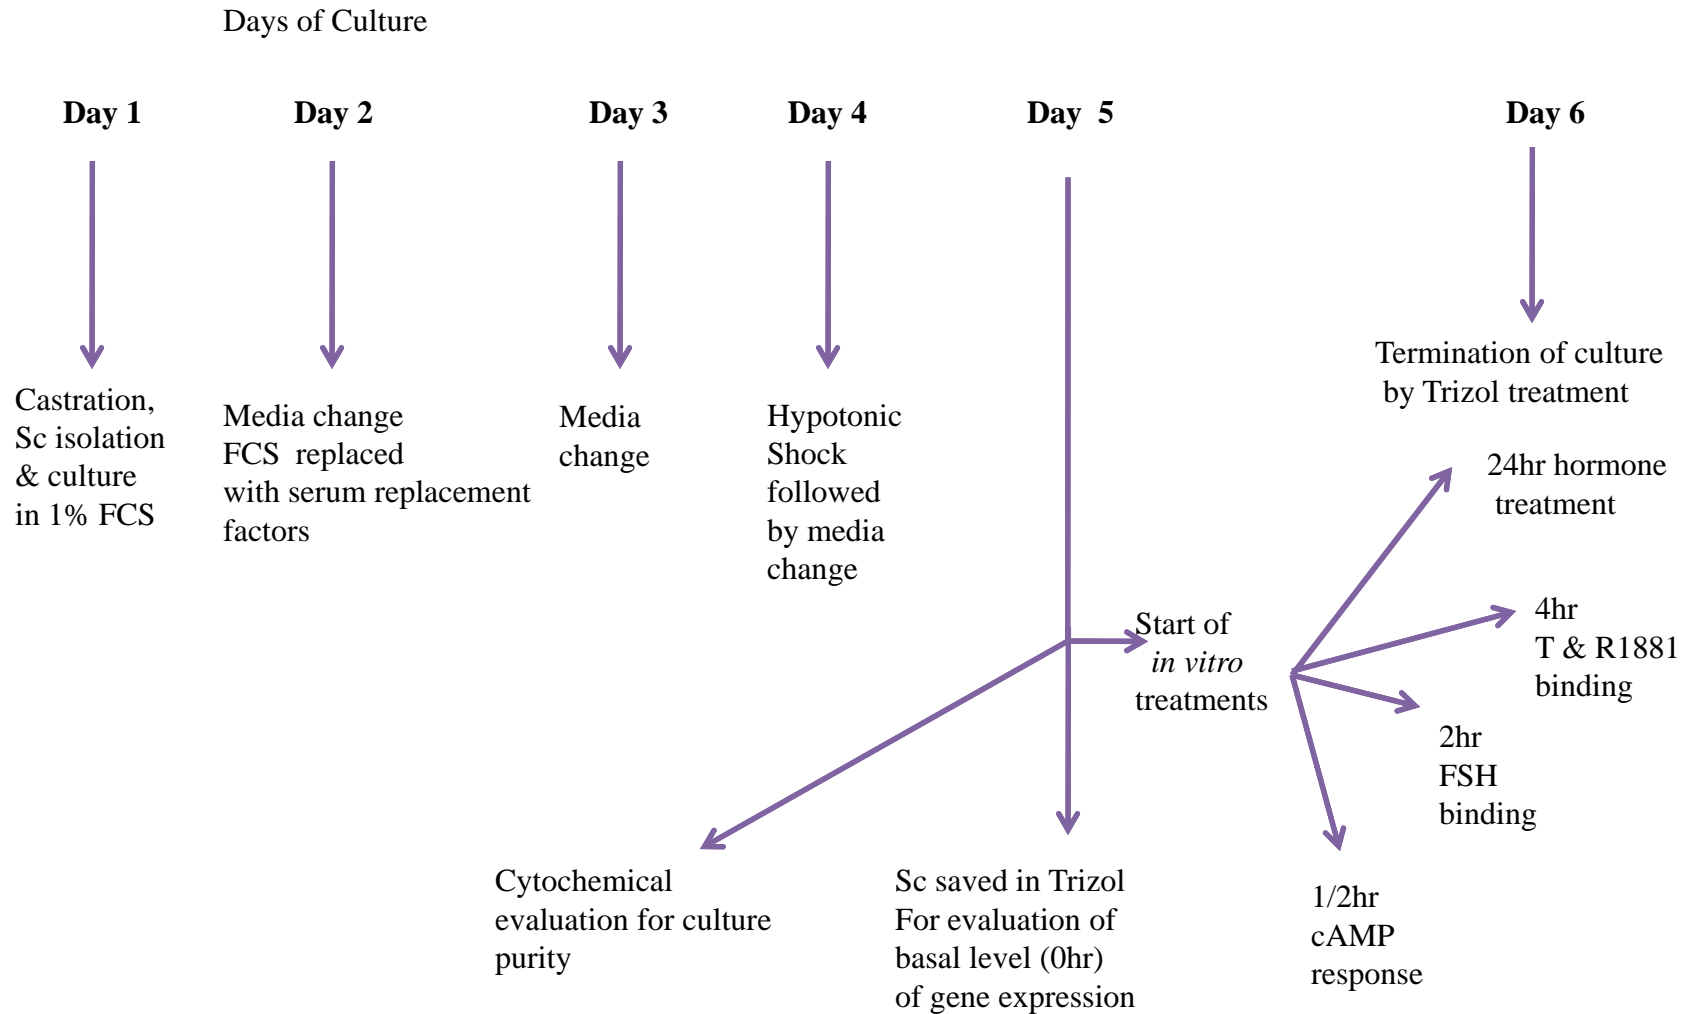 Days of Culture
Day 1
Day 2
Day 3
Day 4
Day 5
Day 6
Castration,
Sc isolation
& culture
in 1% FCS
Media change
FCS replaced
with serum replacement
factors
Media
change
Hypotonic
Shock
followed
by media
change
Termination of culture
by Trizol treatment
Start of
in vitro
treatments
24hr hormone
treatment
4hr
T & R1881
binding
2hr
FSH
binding
1/2hr
cAMP
response
Cytochemical
evaluation for culture
purity
Sc saved in Trizol
For evaluation of
basal level (0hr)
of gene expression